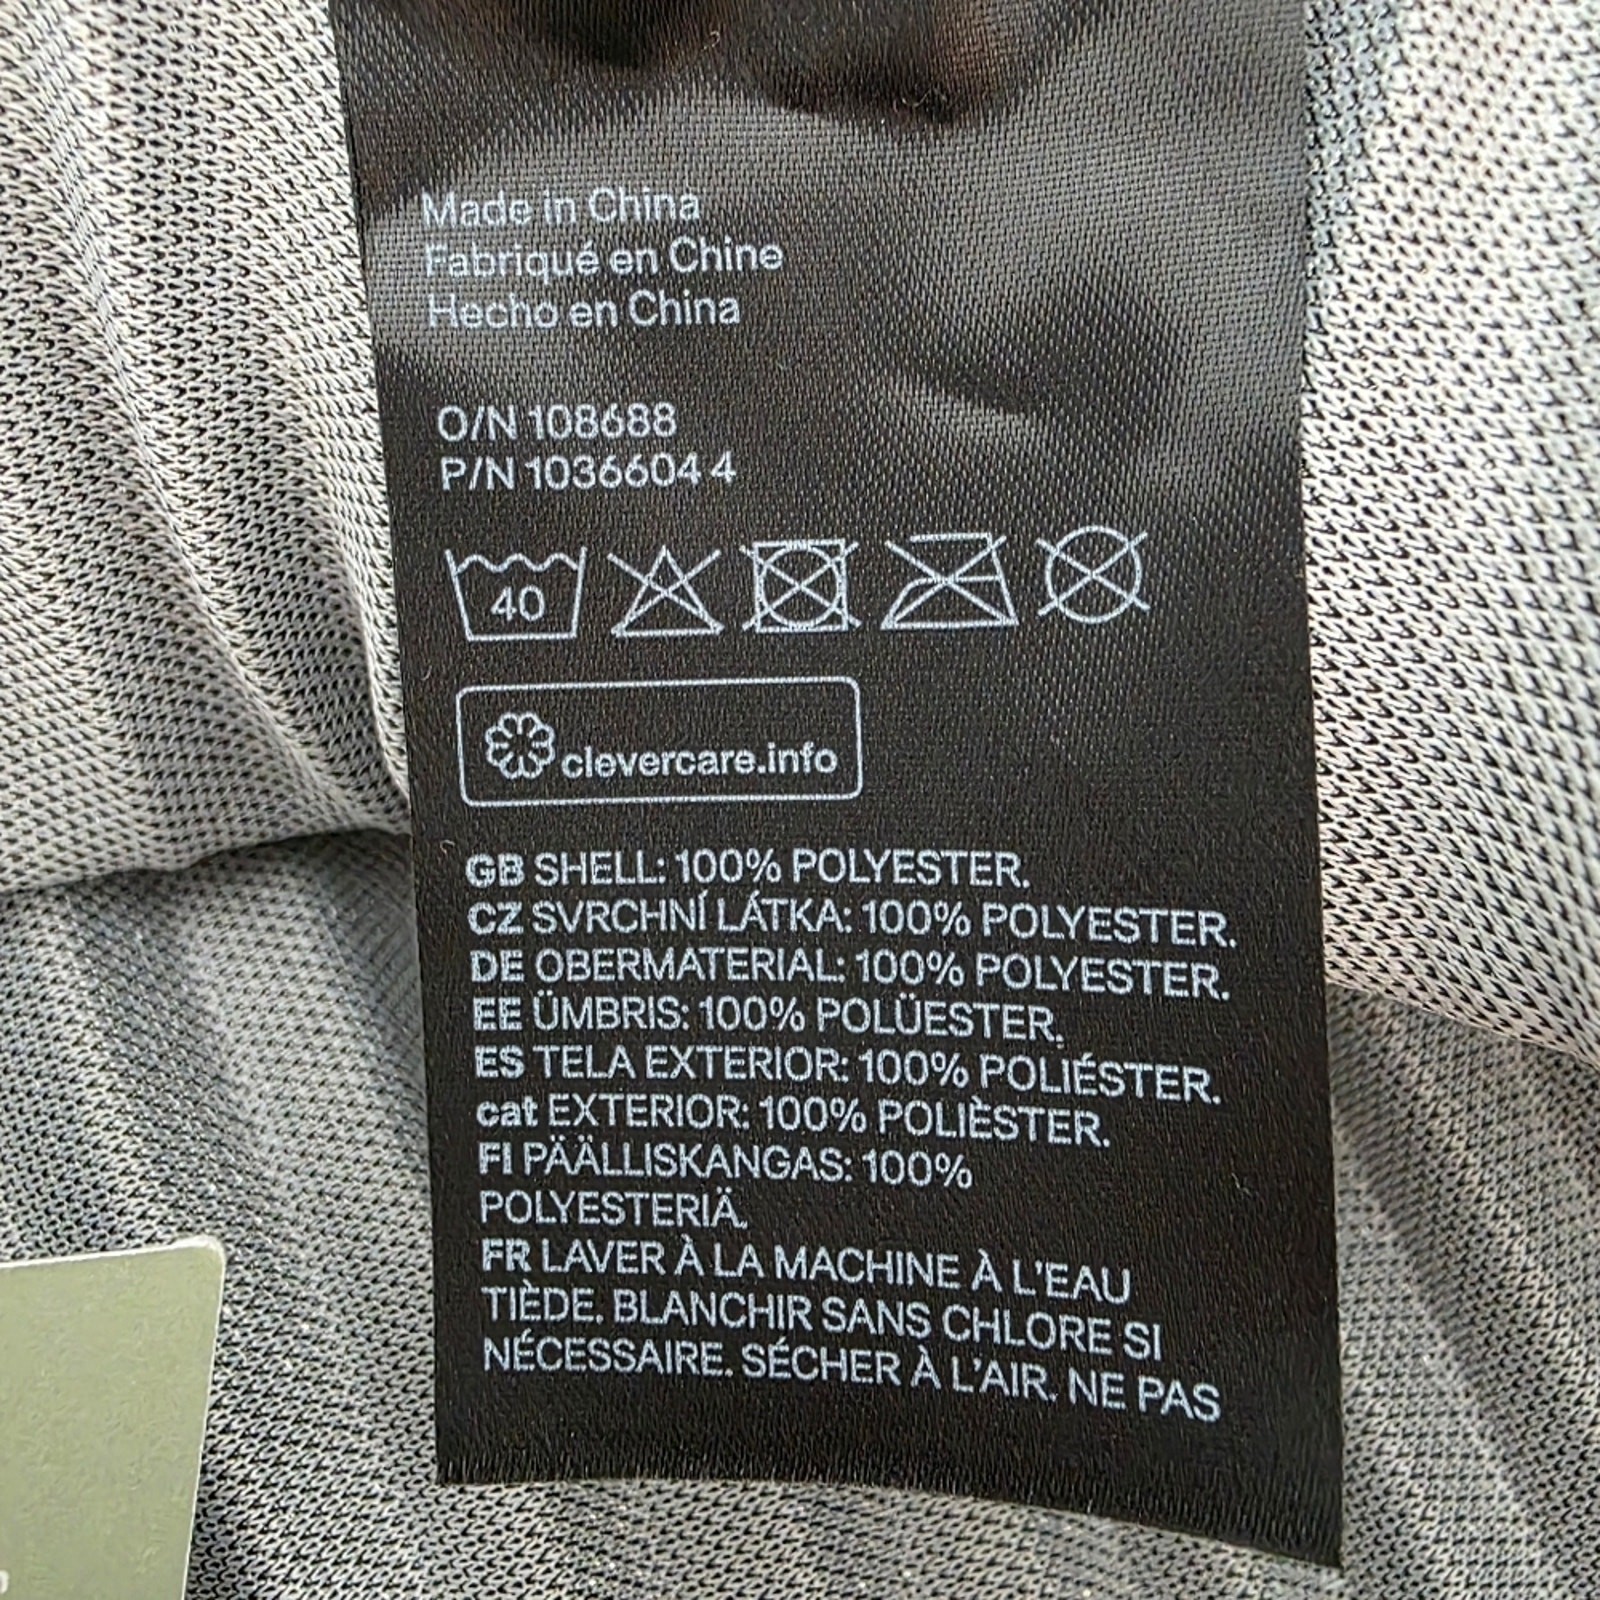 Made in China
Fabriqué en Chine
Hecho en China
O/N 108688
P/N 1036604 4
40
clevercare.info
GB SHELL: 100% POLYESTER.
CZ SVRCHNÍ LÁTKA: 100% POLYESTER.
DE OBERMATERIAL: 100% POLYESTER.
EE ÜMBRIS: 100% POLÜESTER.
ES TELA EXTERIOR: 100% POLIÉSTER.
cat EXTERIOR: 100% POLIÈSTER.
FI PÄÄLLISKANGAS: 100%
POLYESTERIÄ.
FR LAVER À LA MACHINE À L'EAU
TIÈDE. BLANCHIR SANS CHLORE SI
NÉCESSAIRE. SÉCHER À L'AIR. NE PAS